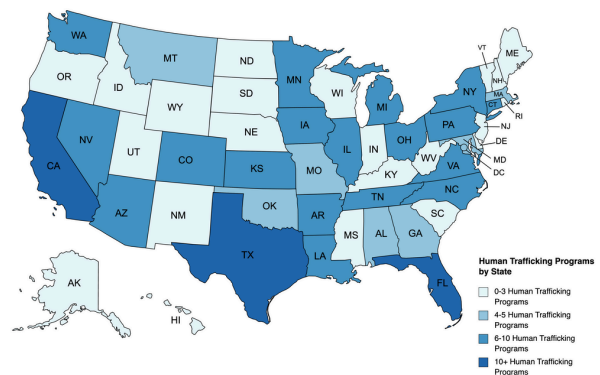 WA
MT
ND
MN
OR
ID
SD
WI
MI
WY
NE
IA
NY
VT
ME
NH
MA
CT
RI
NJ
PA
DE
MD
DC
CA
NV
UT
CO
KS
MO
IL
IN
OH
WV
VA
KY
NC
TN
SC
AZ
NM
OK
AR
TX
LA
MS
AL
GA
FL
AK
HI
Human Trafficking Programs
by State
0-3 Human Trafficking
Programs
4-5 Human Trafficking
Programs
6-10 Human Trafficking
Programs
10+ Human Trafficking
Programs